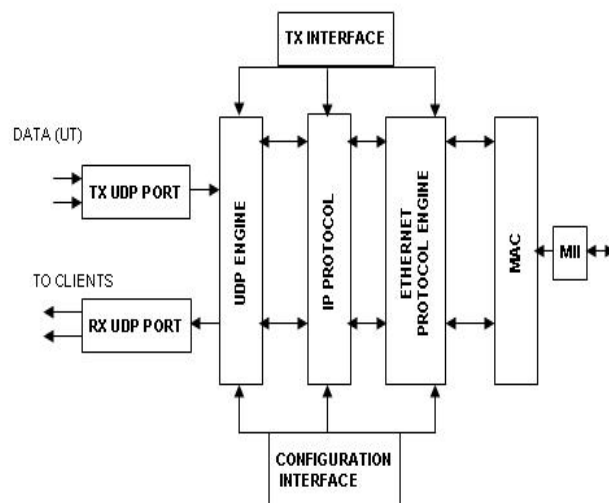 TX INTERFACE
DATA (UT)
TX UDP PORT
TO CLIENTS
RX UDP PORT
UDP ENGINE
IP PROTOCOL
ETHERNET
PROTOCOL ENGINE
MAC
MII
CONFIGURATION
INTERFACE